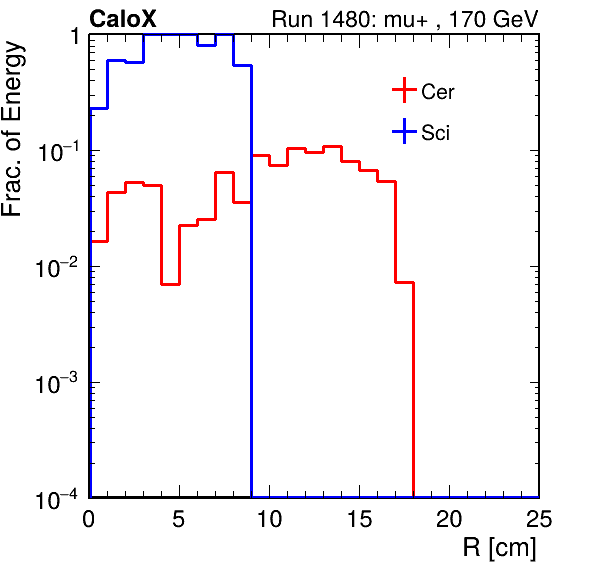 CaloX Run 1480: mu+ , 170 GeV
Frac. of Energy
1
10⁻¹
10⁻²
10⁻³
10⁻⁴
Cer
Sci
0 5 10 15 20 25
R [cm]